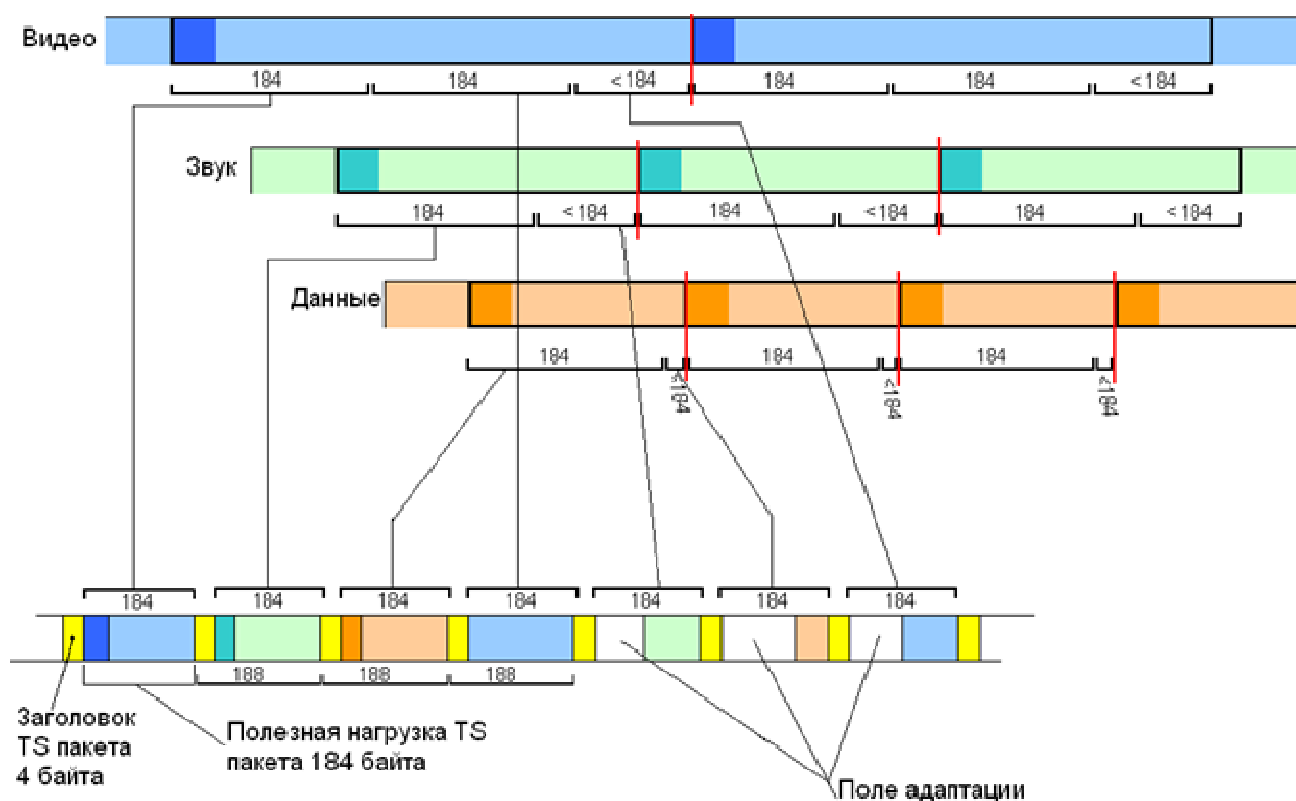 Видео
184 184 < 184 184 184 < 184
Звук
184 < 184 184 < 184 184 < 184
Данные
184 <184 184 <184 184 <184
184 184 184 184 184 184 184
188 188 188
Заголовок
TS пакета
4 байта
Полезная нагрузка TS
пакета 184 байта
Поле адаптации